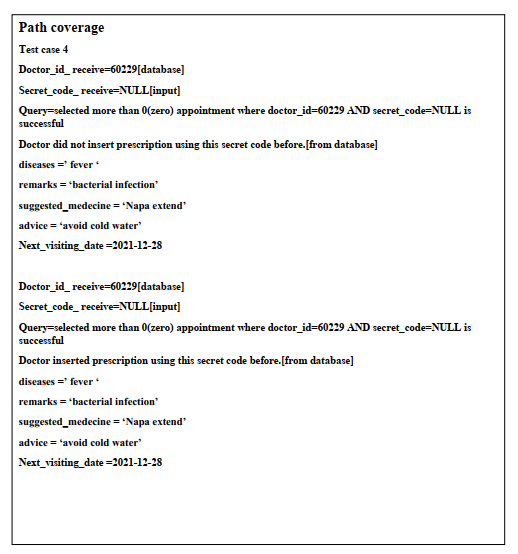 Path coverage
Test case 4
Doctor_id_ receive=60229[database]
Secret_code_ receive=NULL[input]
Query=selected more than 0(zero) appointment where doctor_id=60229 AND secret_code=NULL is
successful
Doctor did not insert prescription using this secret code before.[from database]
diseases =’ fever ‘
remarks = ‘bacterial infection’
suggested_medecine = ‘Napa extend’
advice = ‘avoid cold water’
Next_visiting_date =2021-12-28
Doctor_id_ receive=60229[database]
Secret_code_ receive=NULL[input]
Query=selected more than 0(zero) appointment where doctor_id=60229 AND secret_code=NULL is
successful
Doctor inserted prescription using this secret code before.[from database]
diseases =’ fever ‘
remarks = ‘bacterial infection’
suggested_medecine = ‘Napa extend’
advice = ‘avoid cold water’
Next_visiting_date =2021-12-28